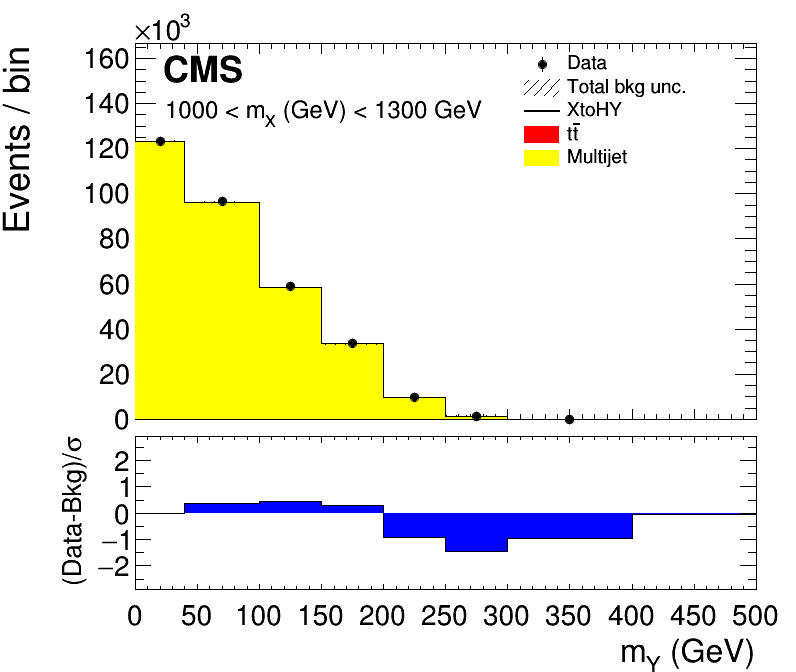 ×10³
Events / bin
160
140
120
100
80
60
40
20
0
CMS
1000 < m_X (GeV) < 1300 GeV
Data
Total bkg unc.
XtoHY
tt̅
Multijet
(Data-Bkg)/σ
2
1
0
−1
−2
0 50 100 150 200 250 300 350 400 450 500
m_Y (GeV)